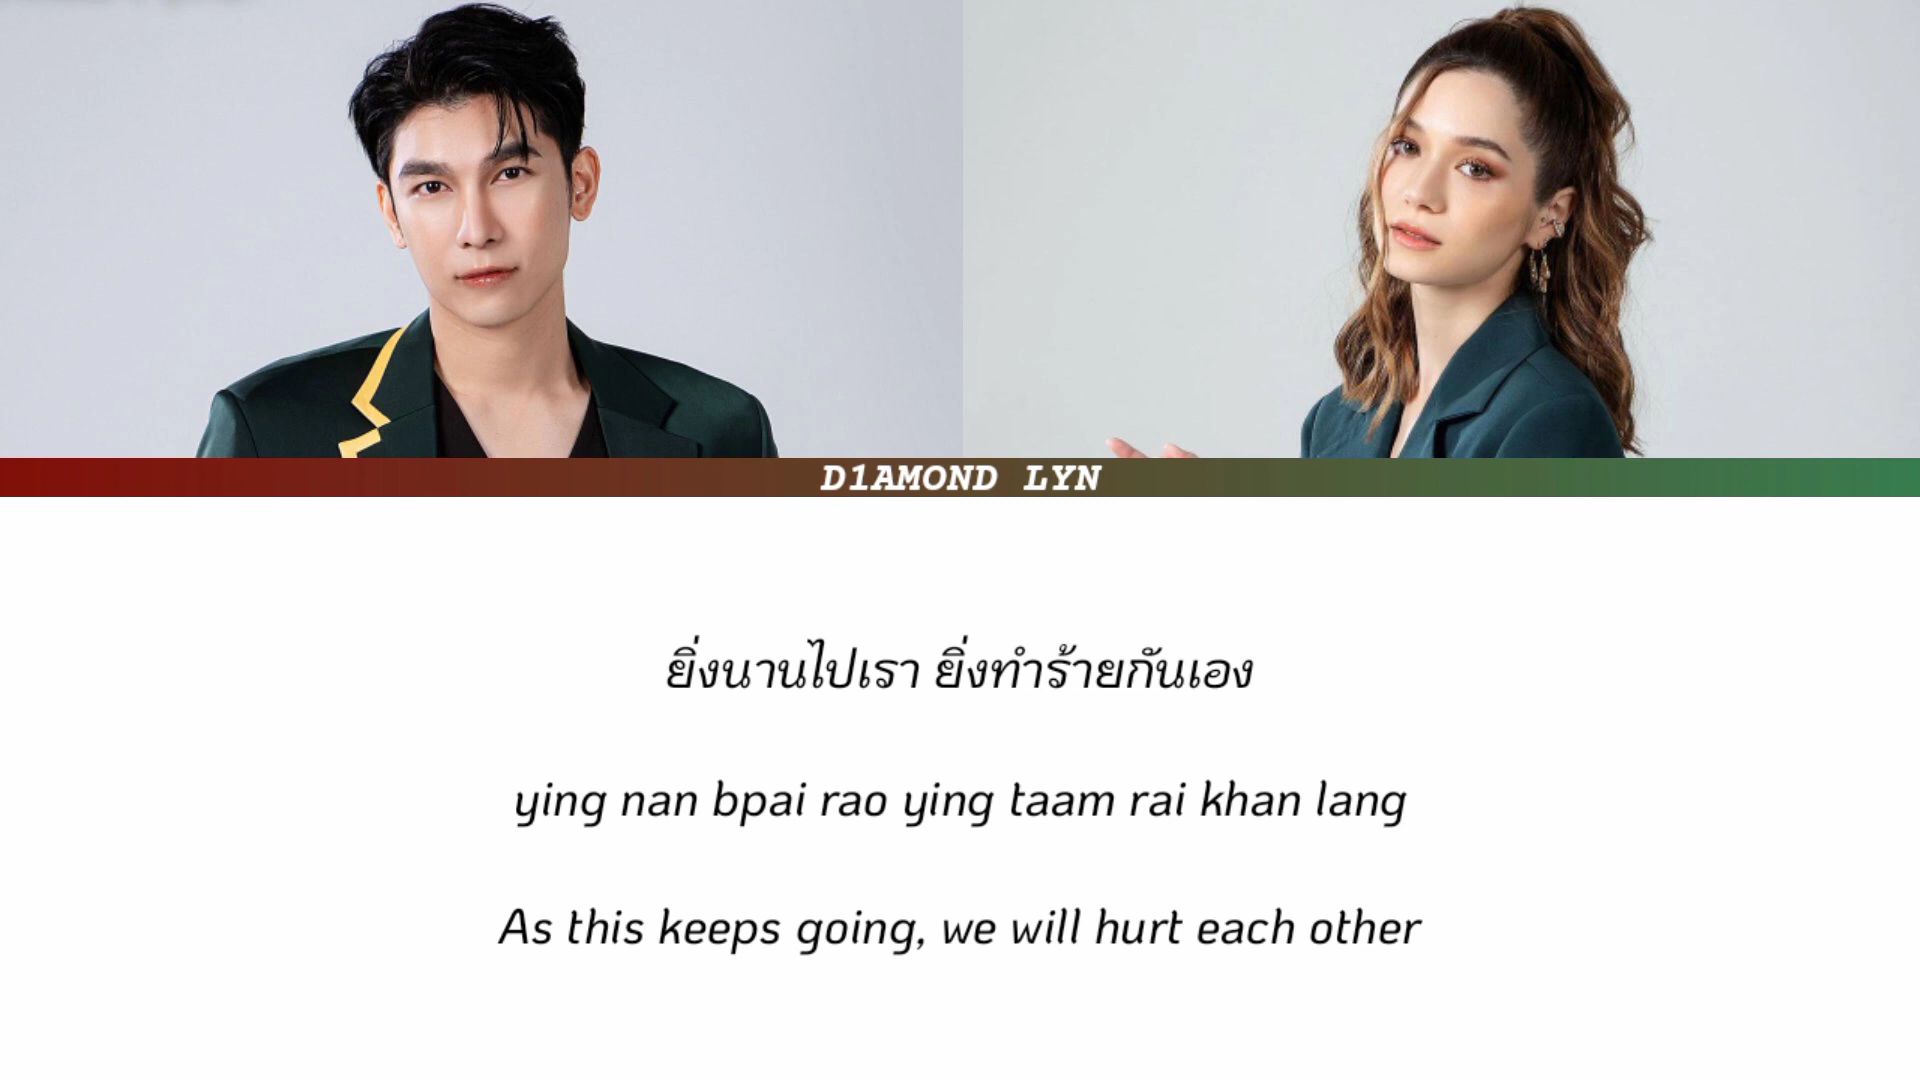 D1AMOND LYN
ยิ่งนานไปเรา ยิ่งทำร้ายกันเอง
ying nan bpai rao ying taam rai khan lang
As this keeps going, we will hurt each other